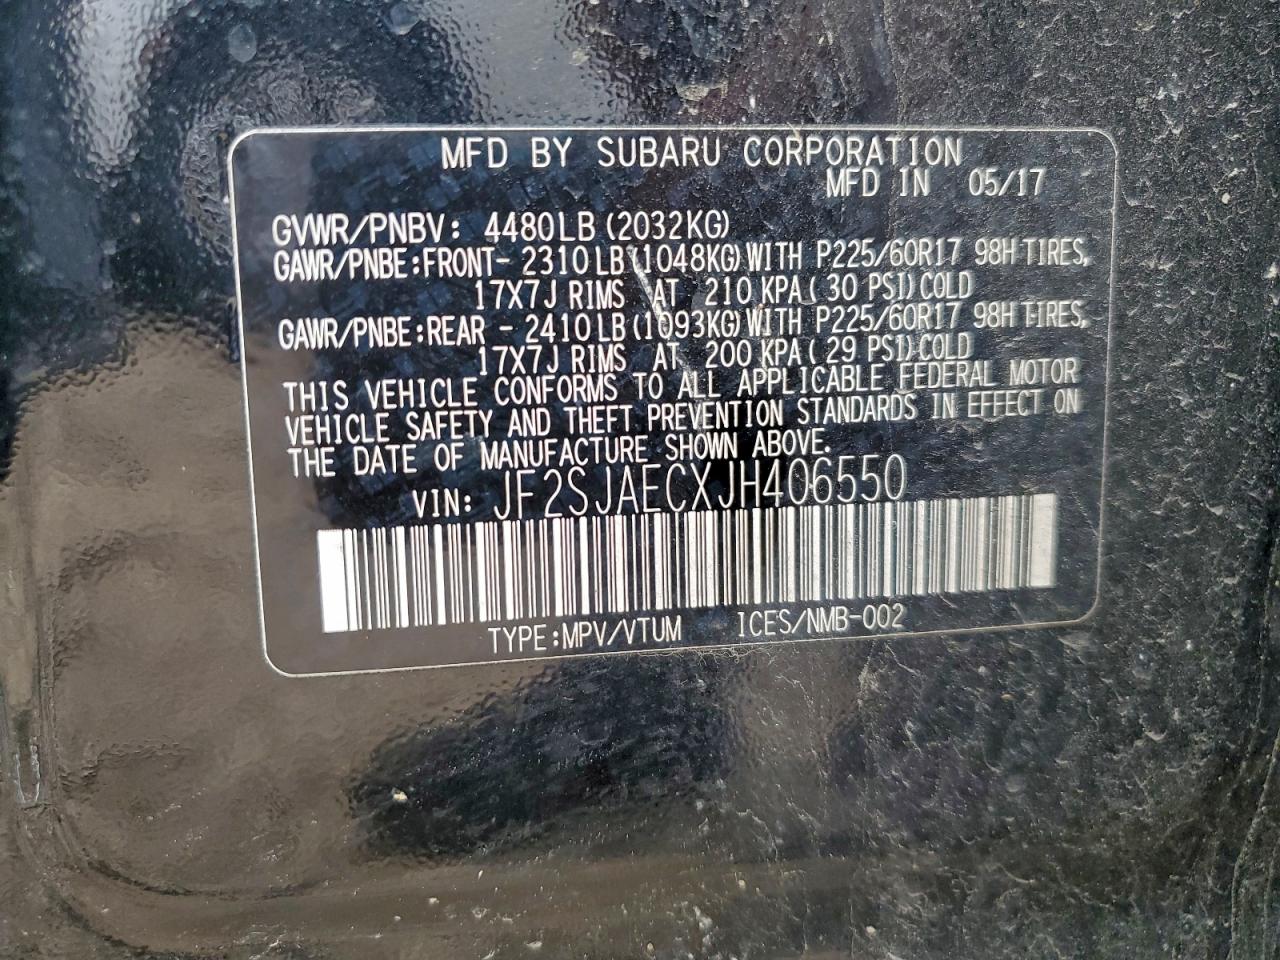 MFD BY SUBARU CORPORATION
MFD IN 05/17
GVWR/PNBV: 4480LB (2032KG)
GAWR/PNBE:FRONT- 2310LB (1048KG) WITH P225/60R17 98H TIRES,
17X7J RIMS AT 210 KPA( 30 PSI) COLD
GAWR/PNBE:REAR - 2410LB (1093KG) WITH P225/60R17 98H TIRES,
17X7J RIMS AT 200 KPA( 29 PSI) COLD
THIS VEHICLE CONFORMS TO ALL APPLICABLE FEDERAL MOTOR
VEHICLE SAFETY AND THEFT PREVENTION STANDARDS IN EFFECT ON
THE DATE OF MANUFACTURE SHOWN ABOVE.
VIN: JF2SJAECXJH406550
TYPE:MPV/VTUM ICES/NMB-002